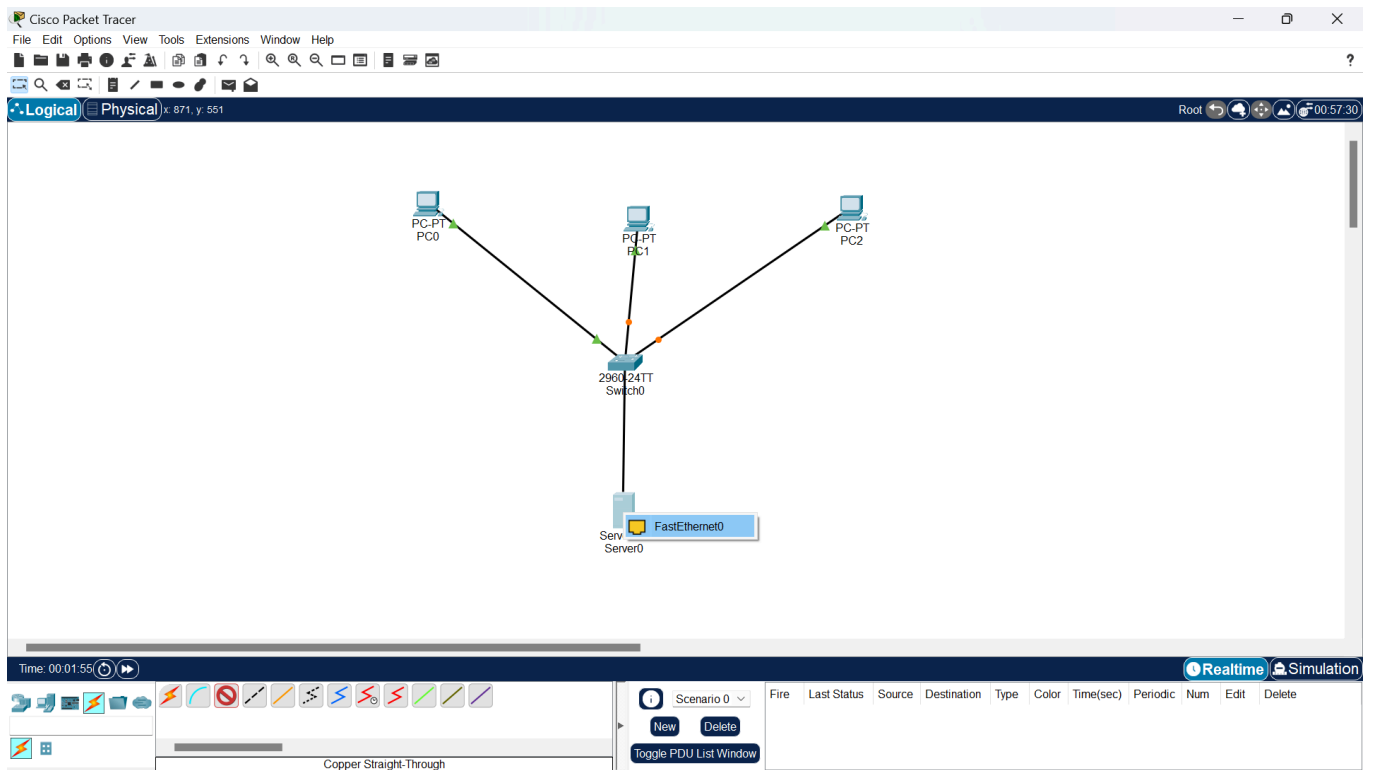 Cisco Packet Tracer
File Edit Options View Tools Extensions Window Help
?
Logical Physical x: 871, y: 551 Root 00:57:30
PC-PT
PC0
PC-PT
PC1
PC-PT
PC2
2960-24TT
Switch0
FastEthernet0
Serv
Server0
Time: 00:01:55 Realtime Simulation
Scenario 0 Fire Last Status Source Destination Type Color Time(sec) Periodic Num Edit Delete
New Delete
Toggle PDU List Window
Copper Straight-Through